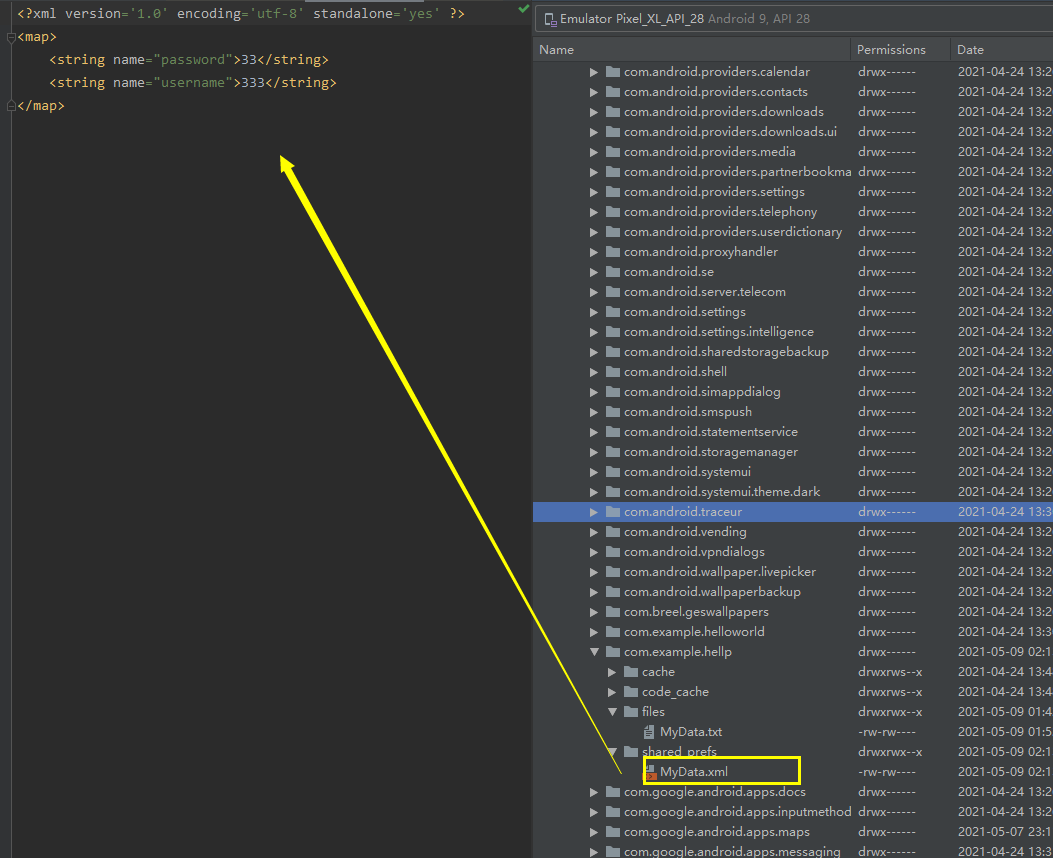 <?xml version='1.0' encoding='utf-8' standalone='yes' ?>
<map>
<string name="password">33</string>
<string name="username">333</string>
</map>
Emulator Pixel_XL_API_28 Android 9, API 28
Name Permissions Date
com.android.providers.calendar drwx------ 2021-04-24 13:2
com.android.providers.contacts drwx------ 2021-04-24 13:2
com.android.providers.downloads drwx------ 2021-04-24 13:2
com.android.providers.downloads.ui drwx------ 2021-04-24 13:2
com.android.providers.media drwx------ 2021-04-24 13:2
com.android.providers.partnerbookma drwx------ 2021-04-24 13:2
com.android.providers.settings drwx------ 2021-04-24 13:2
com.android.providers.telephony drwx------ 2021-04-24 13:2
com.android.providers.userdictionary drwx------ 2021-04-24 13:2
com.android.proxyhandler drwx------ 2021-04-24 13:2
com.android.se drwx------ 2021-04-24 13:2
com.android.server.telecom drwx------ 2021-04-24 13:2
com.android.settings drwx------ 2021-04-24 13:2
com.android.settings.intelligence drwx------ 2021-04-24 13:2
com.android.sharedstoragebackup drwx------ 2021-04-24 13:2
com.android.shell drwx------ 2021-04-24 13:2
com.android.simappdialog drwx------ 2021-04-24 13:2
com.android.smspush drwx------ 2021-04-24 13:2
com.android.statementservice drwx------ 2021-04-24 13:2
com.android.storagemanager drwx------ 2021-04-24 13:2
com.android.systemui drwx------ 2021-04-24 13:2
com.android.systemui.theme.dark drwx------ 2021-04-24 13:2
com.android.traceur drwx------ 2021-04-24 13:3
com.android.vending drwx------ 2021-04-24 13:2
com.android.vpndialogs drwx------ 2021-04-24 13:2
com.android.wallpaper.livepicker drwx------ 2021-04-24 13:2
com.android.wallpaperbackup drwx------ 2021-04-24 13:2
com.breel.geswallpapers drwx------ 2021-04-24 13:2
com.example.helloworld drwx------ 2021-04-24 13:3
com.example.hellp drwx------ 2021-05-09 02:1
cache drwxrws--x 2021-04-24 13:4
code_cache drwxrws--x 2021-04-24 13:4
files drwxrwx--x 2021-05-09 01:4
MyData.txt -rw-rw---- 2021-05-09 01:5
shared_prefs drwxrwx--x 2021-05-09 02:1
MyData.xml -rw-rw---- 2021-05-09 02:1
com.google.android.apps.docs drwx------ 2021-04-24 13:2
com.google.android.apps.inputmethod drwx------ 2021-04-24 13:2
com.google.android.apps.maps drwx------ 2021-05-07 23:1
com.google.android.apps.messaging drwx------ 2021-04-24 13:3